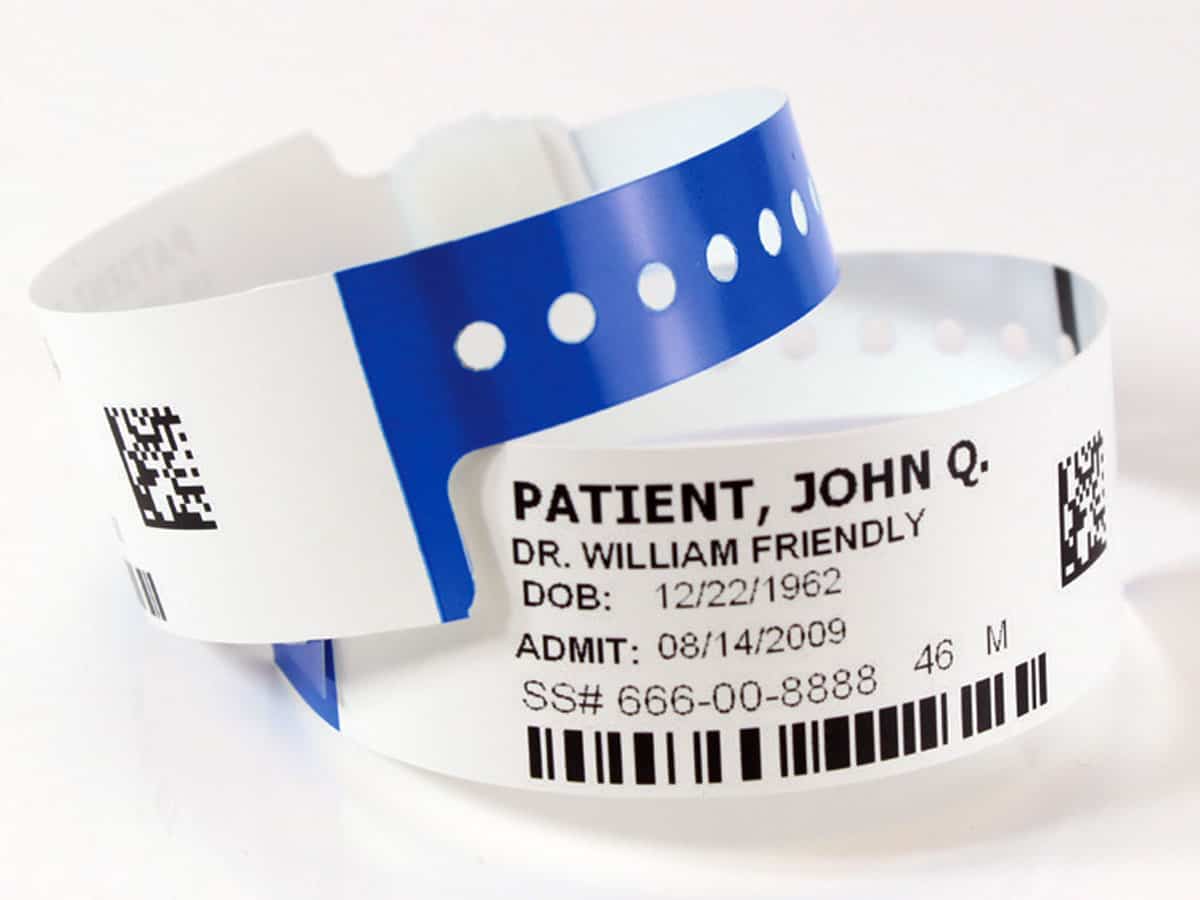 PATIENT, JOHN Q.
DR. WILLIAM FRIENDLY
DOB: 12/22/1962
ADMIT: 08/14/2009
SS# 666-00-8888 46 M